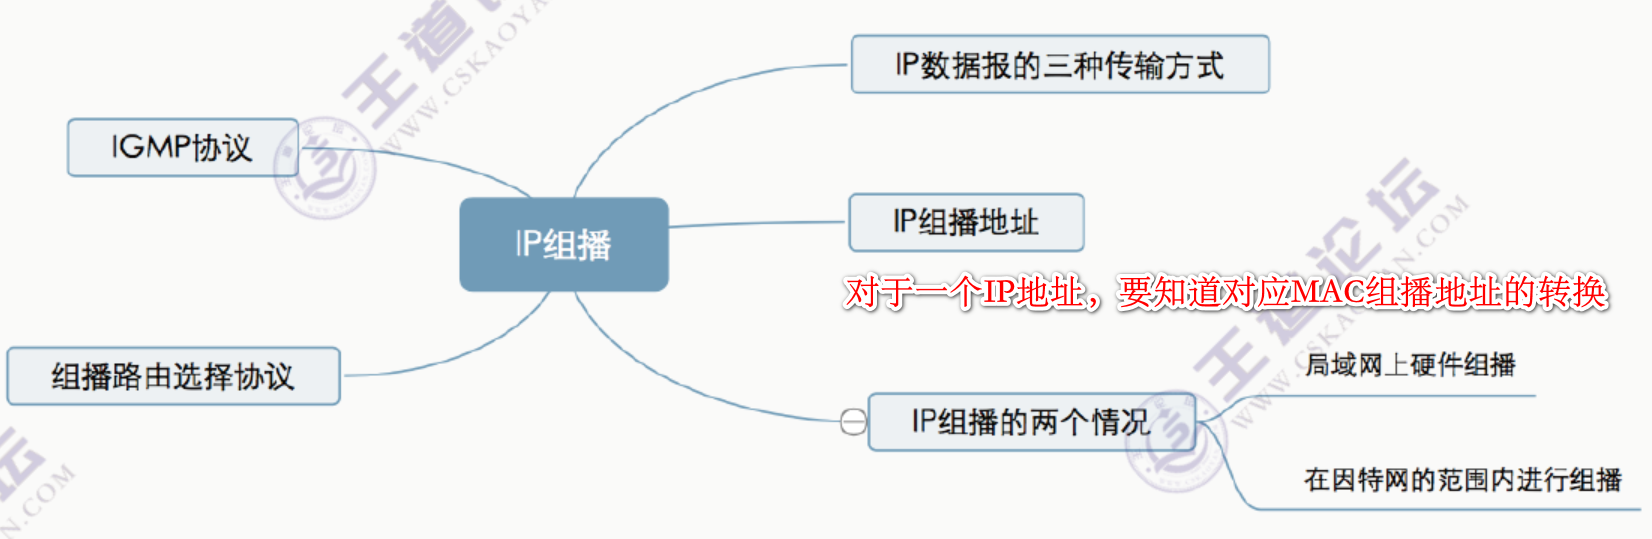 IP数据报的三种传输方式
IGMP协议
IP组播
IP组播地址
对于一个IP地址，要知道对应MAC组播地址的转换
组播路由选择协议
IP组播的两个情况
局域网上硬件组播
在因特网的范围内进行组播
王道论坛
WWW.CSKAOYAN.COM